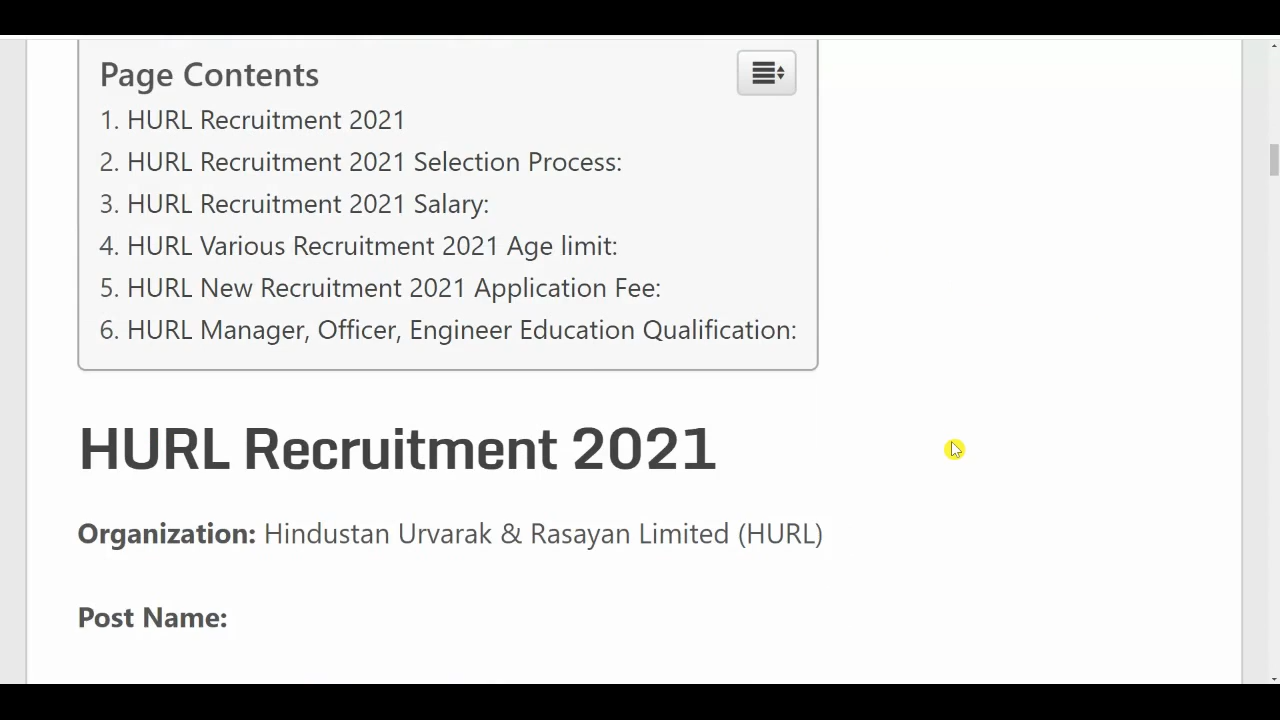 Page Contents
1. HURL Recruitment 2021
2. HURL Recruitment 2021 Selection Process:
3. HURL Recruitment 2021 Salary:
4. HURL Various Recruitment 2021 Age limit:
5. HURL New Recruitment 2021 Application Fee:
6. HURL Manager, Officer, Engineer Education Qualification:
HURL Recruitment 2021
Organization: Hindustan Urvarak & Rasayan Limited (HURL)
Post Name: